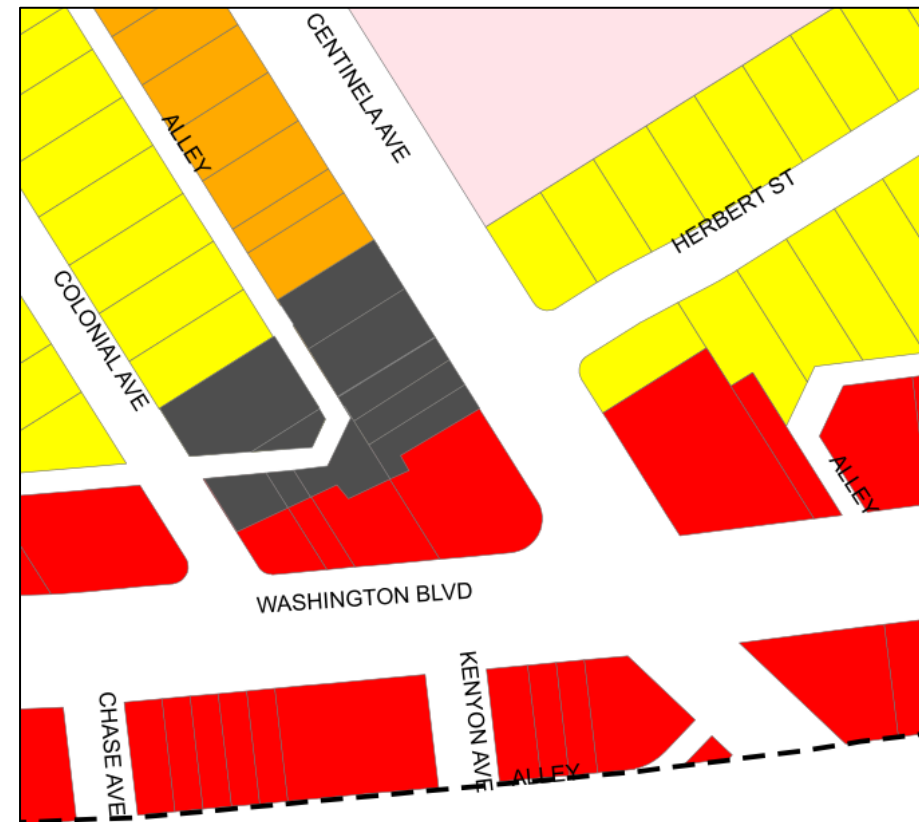 CENTINELA AVE
ALLEY
HERBERT ST
COLONIAL AVE
ALLEY
WASHINGTON BLVD
KENYON AVE
CHASE AVE
ALLEY